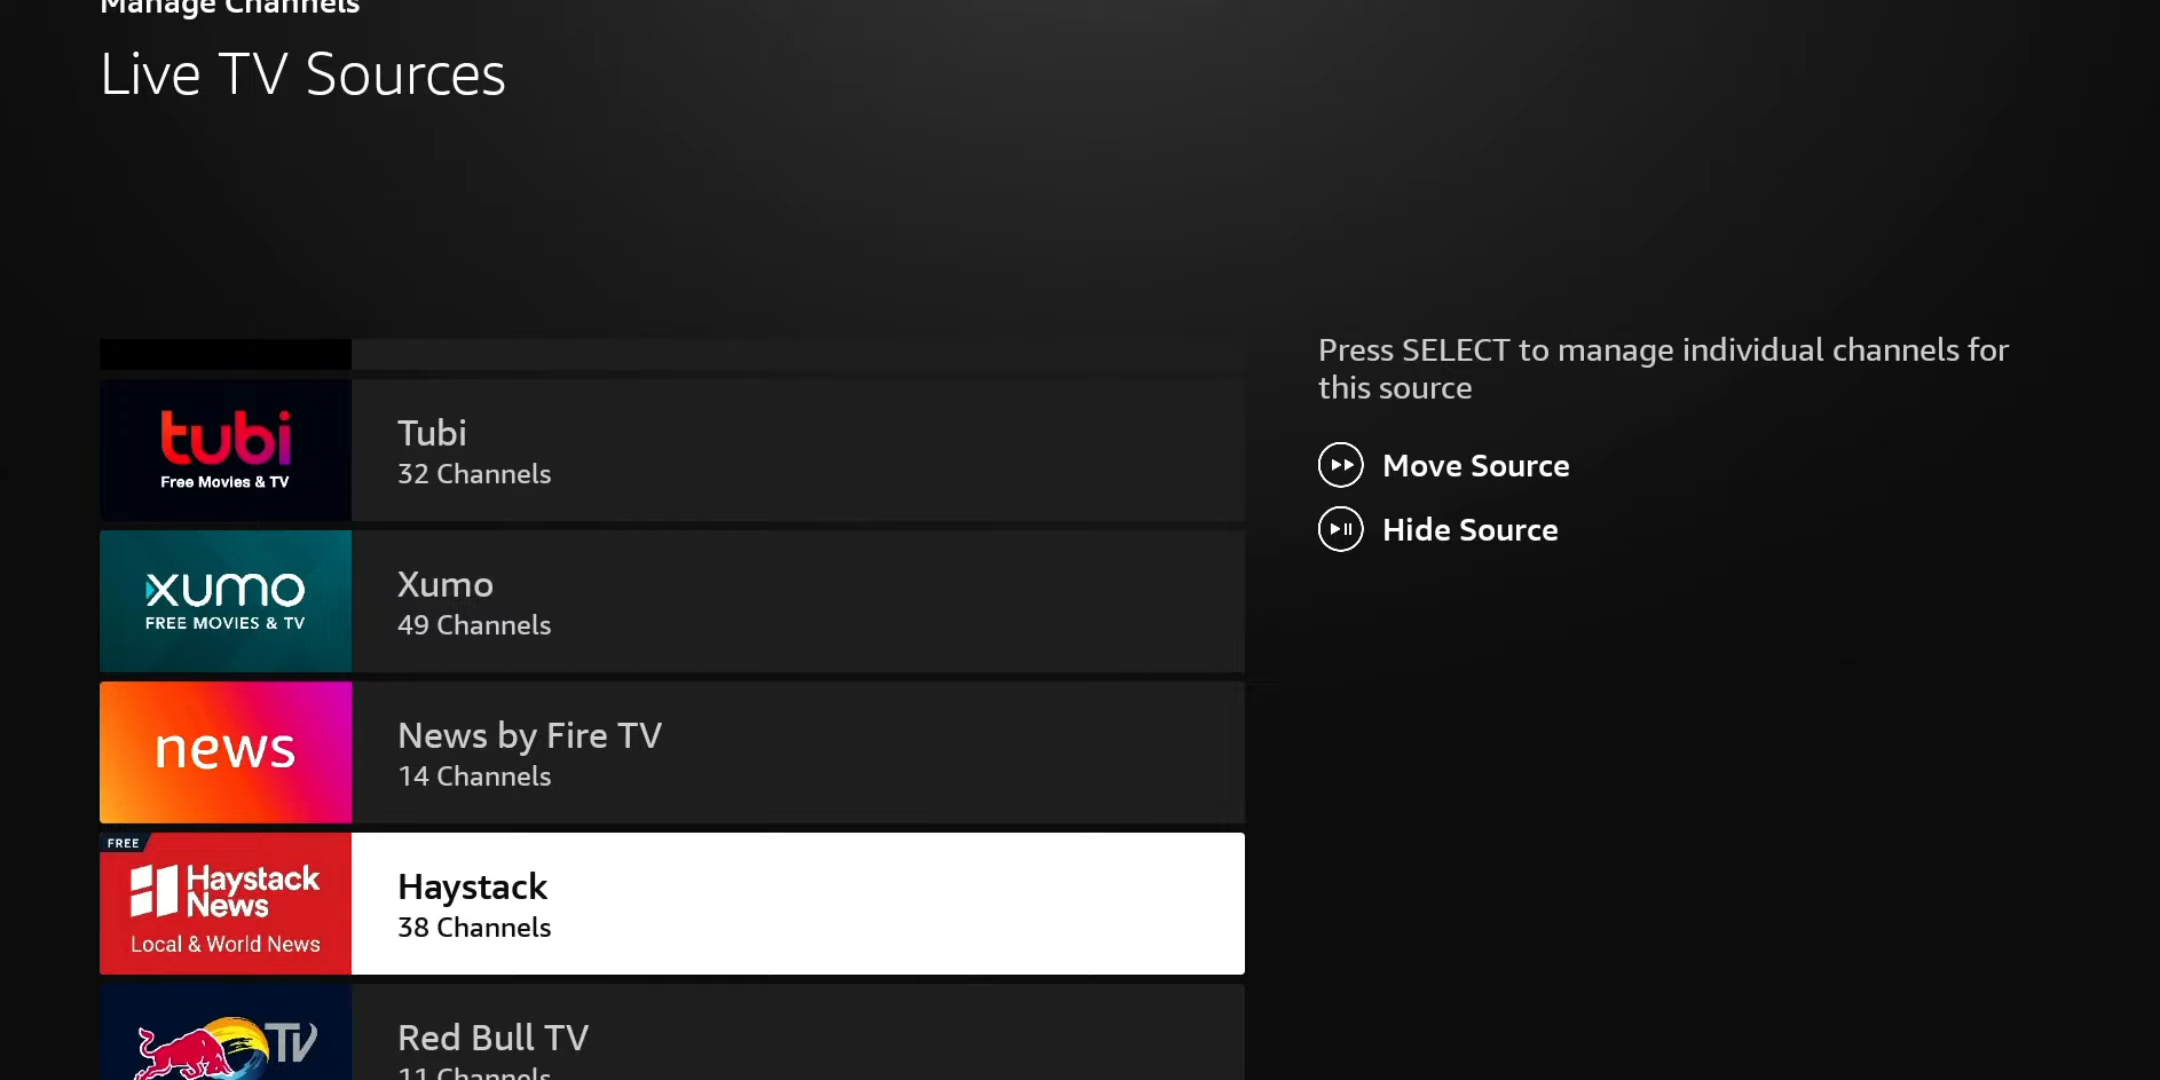 Manage Channels
Live TV Sources
tubi
Free Movies & TV
Tubi
32 Channels
xumo
FREE MOVIES & TV
Xumo
49 Channels
news
News by Fire TV
14 Channels
FREE
Haystack
News
Local & World News
Haystack
38 Channels
TV
Red Bull TV
11 Channels
Press SELECT to manage individual channels for
this source
Move Source
Hide Source